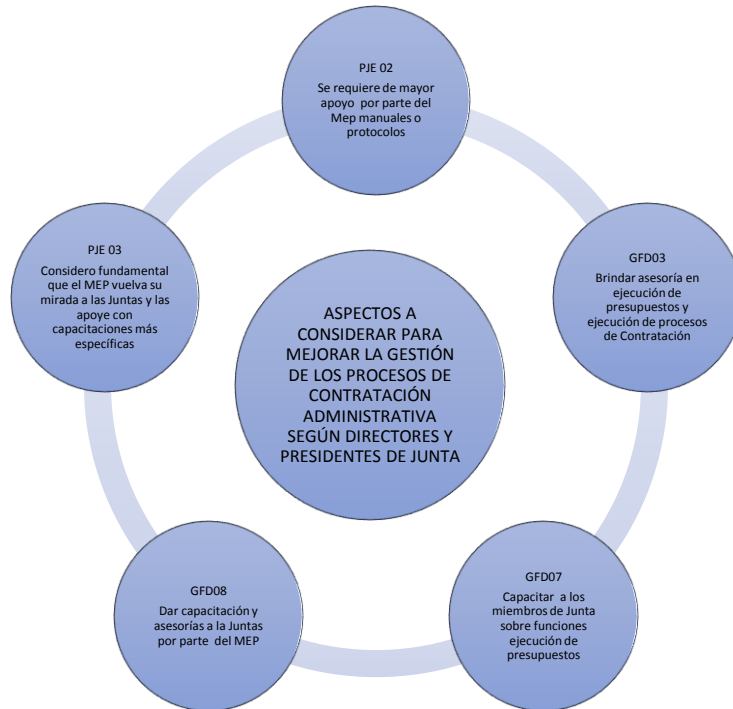 PJE 02
Se requiere de mayor
apoyo por parte del
Mep manuales o
protocolos
PJE 03
Considero fundamental
que el MEP vuelva su
mirada a las Juntas y las
apoye con
capacitaciones más
específicas
GFD03
Brindar asesoría en
ejecución de
presupuestos y
ejecución de procesos
de Contratación
ASPECTOS A
CONSIDERAR PARA
MEJORAR LA GESTIÓN
DE LOS PROCESOS DE
CONTRATACIÓN
ADMINISTRATIVA
SEGÚN DIRECTORES Y
PRESIDENTES DE JUNTA
GFD08
Dar capacitación y
asesorías a la Juntas
por parte del MEP
GFD07
Capacitar a los
miembros de Junta
sobre funciones
ejecución de
presupuestos